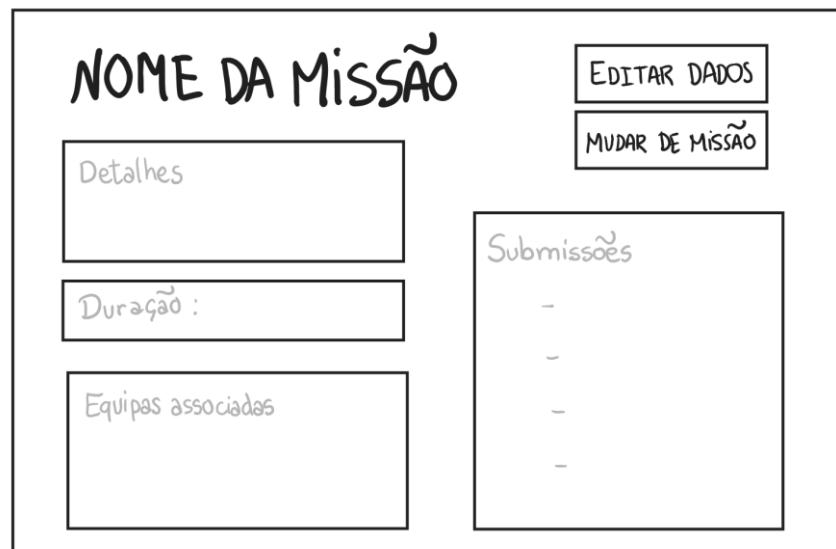 NOME DA MiSSÃO
EDITAR DADOS
MUDAR DE MiSSÃO
Detalhes
Duração :
Equipas associadas
Submissões
-
-
-
-